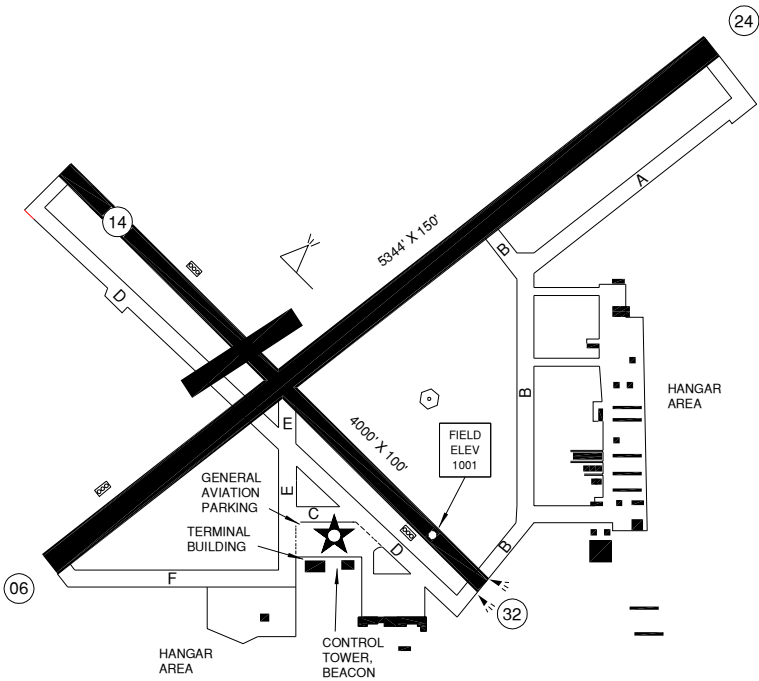 24
A
14
5344' X 150'
B
D
HANGAR
AREA
B
E
4000' X 100'
FIELD
ELEV
1001
GENERAL
AVIATION
PARKING
E
C
TERMINAL
BUILDING
D
B
F
06
32
CONTROL
TOWER,
BEACON
HANGAR
AREA